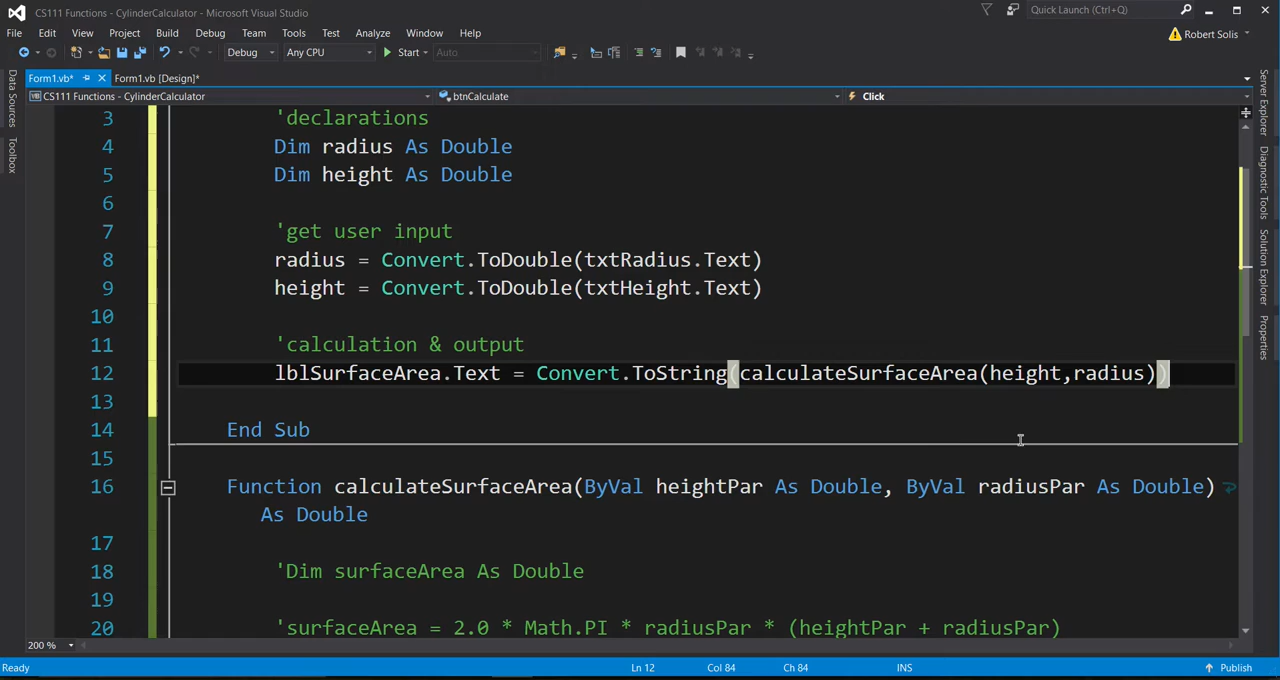 CS111 Functions - CylinderCalculator - Microsoft Visual Studio
Quick Launch (Ctrl+Q)
File Edit View Project Build Debug Team Tools Test Analyze Window Help
Robert Solis
Debug Any CPU Start Auto
Form1.vb* Form1.vb [Design]*
CS111 Functions - CylinderCalculator btnCalculate Click
Data Sources
Toolbox
Server Explorer
Diagnostic Tools
Solution Explorer
Properties
3 'declarations
4 Dim radius As Double
5 Dim height As Double
6
7 'get user input
8 radius = Convert.ToDouble(txtRadius.Text)
9 height = Convert.ToDouble(txtHeight.Text)
10
11 'calculation & output
12 lblSurfaceArea.Text = Convert.ToString(calculateSurfaceArea(height,radius))
13
14 End Sub
15
16 Function calculateSurfaceArea(ByVal heightPar As Double, ByVal radiusPar As Double)
As Double
17
18 'Dim surfaceArea As Double
19
20 'surfaceArea = 2.0 * Math.PI * radiusPar * (heightPar + radiusPar)
200 %
Ready Ln 12 Col 84 Ch 84 INS Publish